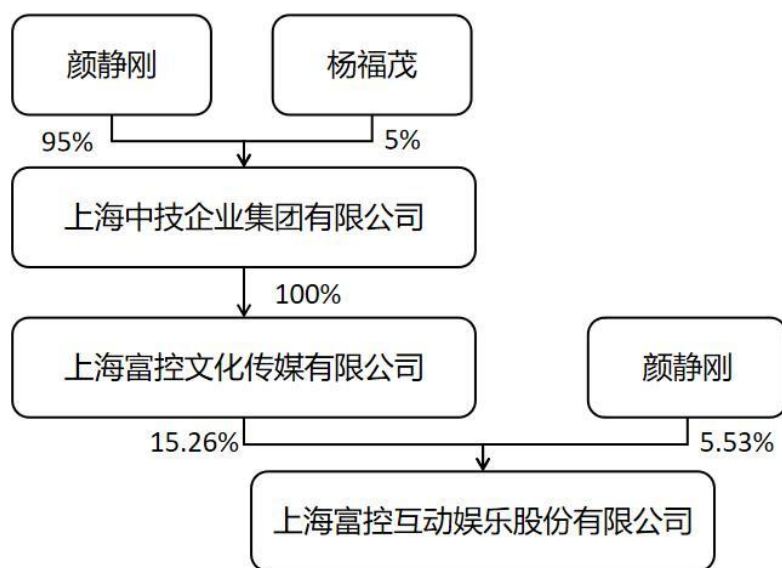 颜静刚
杨福茂
95%
5%
上海中技企业集团有限公司
100%
上海富控文化传媒有限公司
颜静刚
15.26%
5.53%
上海富控互动娱乐股份有限公司